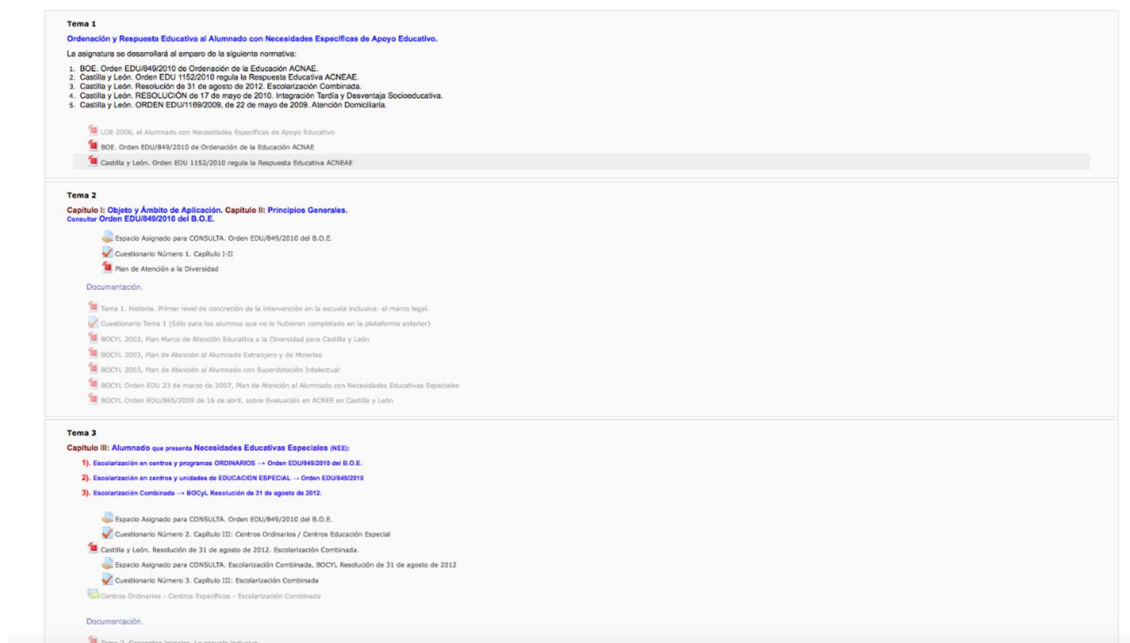 Tema 1
Ordenación y Respuesta Educativa al Alumnado con Necesidades Específicas de Apoyo Educativo.
La asignatura se desarrollará al amparo de la siguiente normativa:
1. BOE. Orden EDU/849/2010 de Ordenación de la Educación ACNAE.
2. Castilla y León. Orden EDU 1152/2010 regula la Respuesta Educativa ACNEAE.
3. Castilla y León. Resolución de 31 de agosto de 2012. Escolarización Combinada.
4. Castilla y León. RESOLUCIÓN de 17 de mayo de 2010. Integración Tardía y Desventaja Socioeducativa.
5. Castilla y León. ORDEN EDU/1169/2009, de 22 de mayo de 2009. Atención Domiciliaria.
LOE 2006, el Alumnado con Necesidades Específicas de Apoyo Educativo
BOE. Orden EDU/849/2010 de Ordenación de la Educación ACNAE
Castilla y León. Orden EDU 1152/2010 regula la Respuesta Educativa ACNEAE
Tema 2
Capítulo I: Objeto y Ámbito de Aplicación. Capítulo II: Principios Generales.
Consultar Orden EDU/849/2010 del B.O.E.
Espacio Asignado para CONSULTA. Orden EDU/849/2010 del B.O.E.
Cuestionario Número 1. Capítulo I-II
Plan de Atención a la Diversidad
Documentación.
Tema 1. Historia. Primer nivel de concreción de la intervención en la escuela inclusiva: el marco legal.
Cuestionario Tema 1 (Sólo para los alumnos que no lo hubieran completado en la plataforma anterior)
BOCYL 2003, Plan Marco de Atención Educativa a la Diversidad para Castilla y León
BOCYL 2003, Plan de Atención al Alumnado Extranjero y de Minorías
BOCYL 2003, Plan de Atención al Alumnado con Superdotación Intelectual
BOCYL Orden EDU 23 de marzo de 2007, Plan de Atención al Alumnado con Necesidades Educativas Especiales
BOCYL Orden EDU/865/2009 de 16 de abril, sobre Evaluación en ACNEE en Castilla y León
Tema 3
Capítulo III: Alumnado que presenta Necesidades Educativas Especiales (NEE):
1). Escolarización en centros y programas ORDINARIOS → Orden EDU/849/2010 del B.O.E.
2). Escolarización en centros y unidades de EDUCACION ESPECIAL → Orden EDU/849/2010
3). Escolarización Combinada → BOCyL Resolución de 31 de agosto de 2012.
Espacio Asignado para CONSULTA. Orden EDU/849/2010 del B.O.E.
Cuestionario Número 2. Capítulo III: Centros Ordinarios / Centros Educación Especial
Castilla y León. Resolución de 31 de agosto de 2012. Escolarización Combinada.
Espacio Asignado para CONSULTA. Escolarización Combinada, BOCYL Resolución de 31 de agosto de 2012
Cuestionario Número 3. Capítulo III: Escolarización Combinada
Centros Ordinarios - Centros Específicos - Escolarización Combinada
Documentación.
Tema 2. Conceptos iniciales. La escuela inclusiva